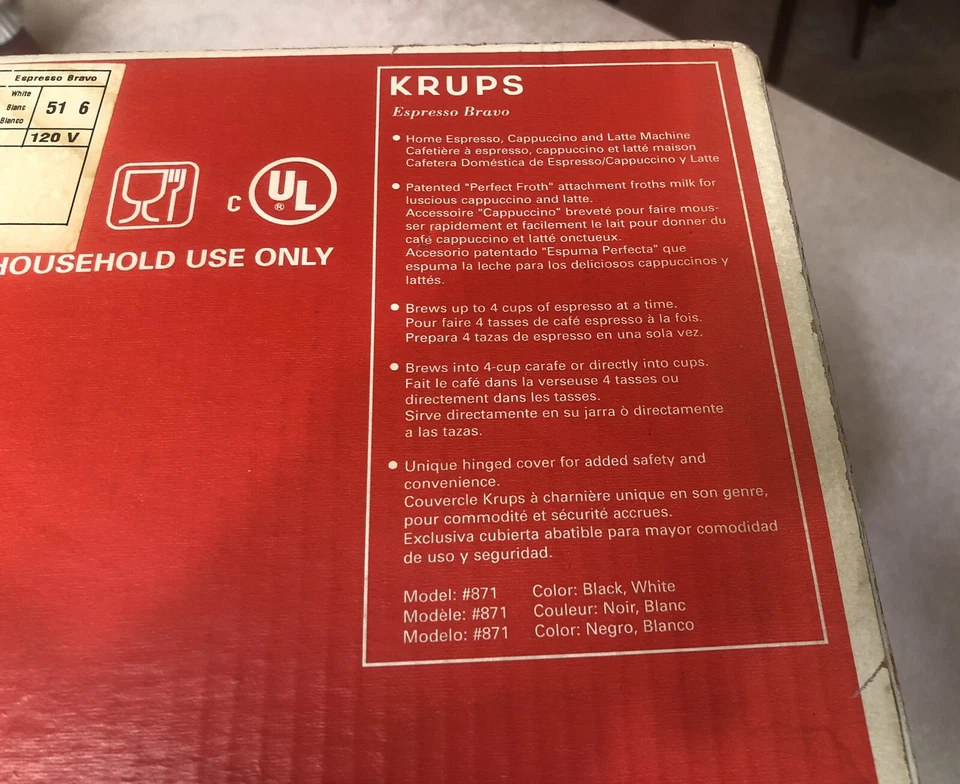 Espresso Bravo
White
Blanc
Blanco
51 6
120 V
C UL ®
HOUSEHOLD USE ONLY
KRUPS
Espresso Bravo
• Home Espresso, Cappuccino and Latte Machine
Cafetière à espresso, cappuccino et latté maison
Cafetera Doméstica de Espresso/Cappuccino y Latte
• Patented "Perfect Froth" attachment froths milk for
luscious cappuccino and latte.
Accessoire "Cappuccino" breveté pour faire mous-
ser rapidement et facilement le lait pour donner du
café cappuccino et latté onctueux.
Accesorio patentado "Espuma Perfecta" que
espuma la leche para los deliciosos cappuccinos y
lattés.
• Brews up to 4 cups of espresso at a time.
Pour faire 4 tasses de café espresso à la fois.
Prepara 4 tazas de espresso en una sola vez.
• Brews into 4-cup carafe or directly into cups.
Fait le café dans la verseuse 4 tasses ou
directement dans les tasses.
Sirve directamente en su jarra ò directamente
a las tazas.
• Unique hinged cover for added safety and
convenience.
Couvercle Krups à charnière unique en son genre,
pour commodité et sécurité accrues.
Exclusiva cubierta abatible para mayor comodidad
de uso y seguridad.
Model: #871 Color: Black, White
Modèle: #871 Couleur: Noir, Blanc
Modelo: #871 Color: Negro, Blanco